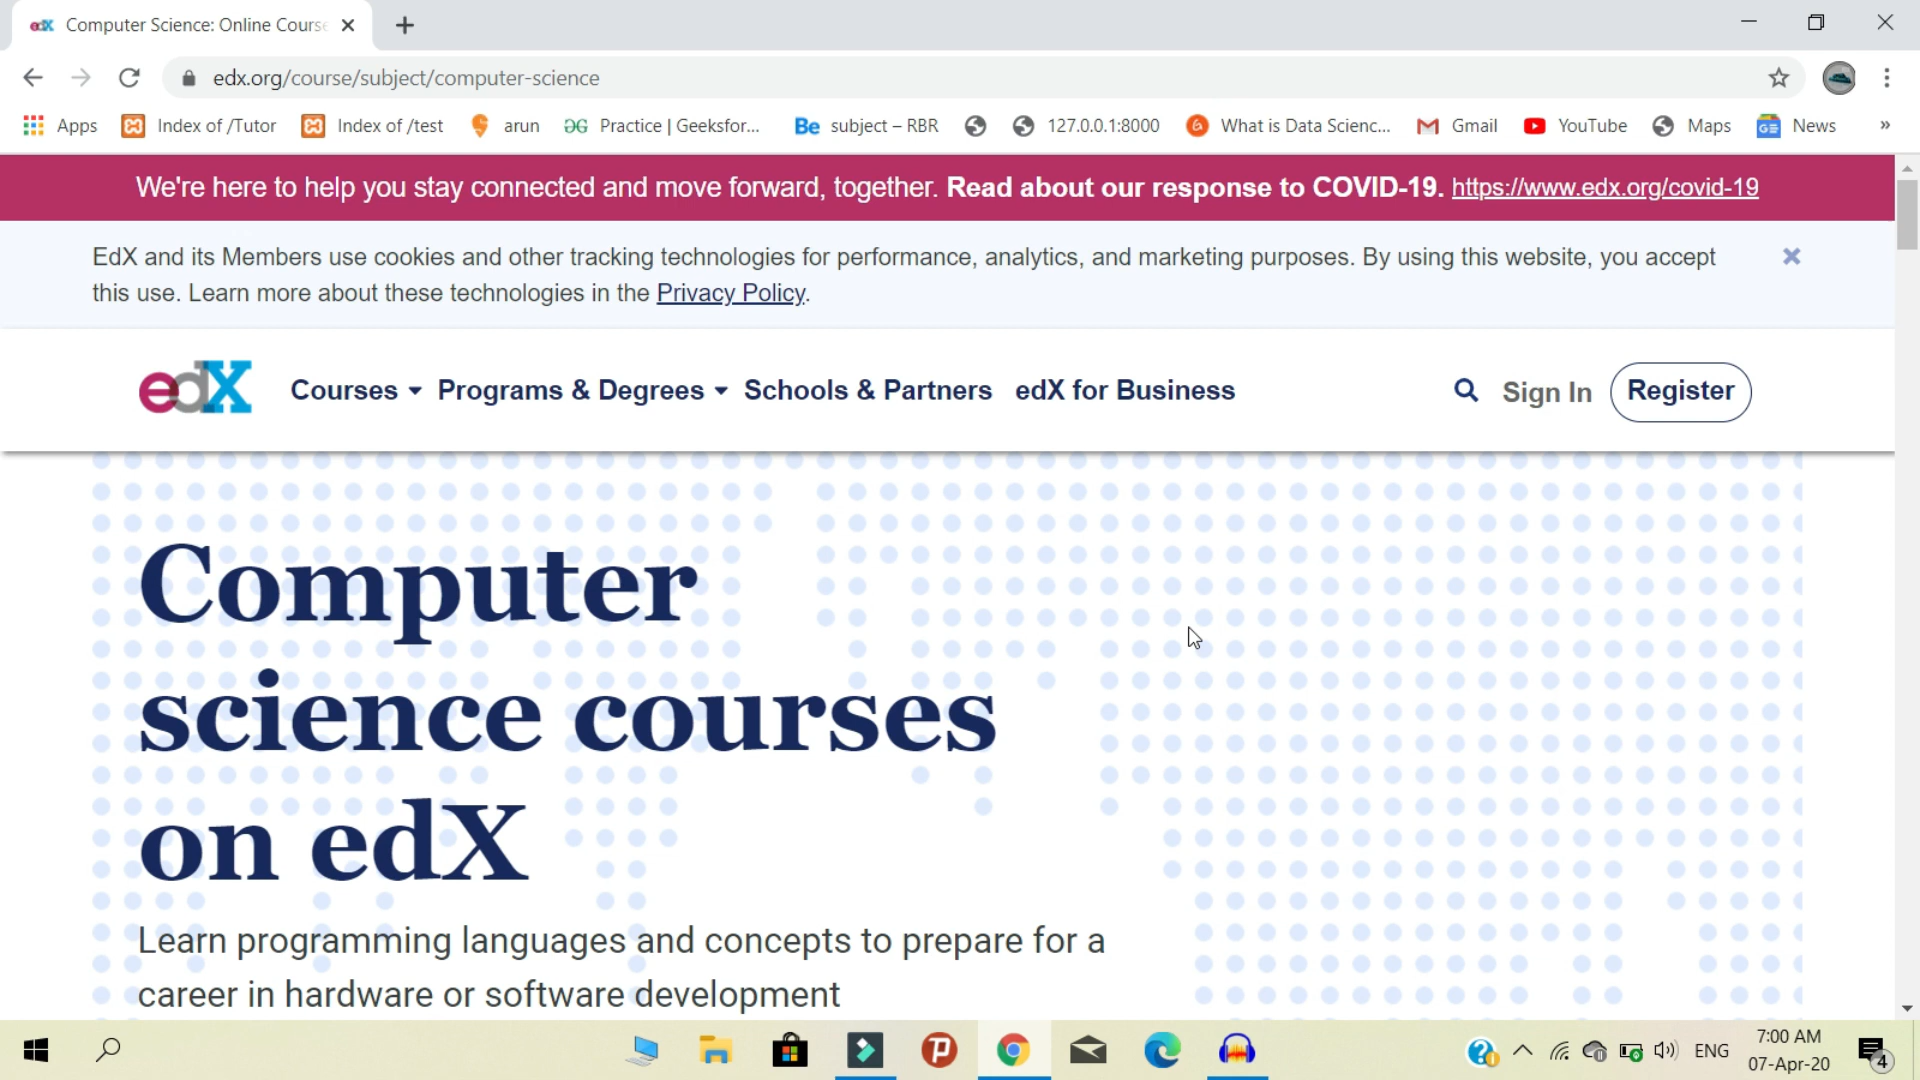 edX Computer Science: Online Course
edx.org/course/subject/computer-science
Apps Index of /Tutor Index of /test arun Practice | Geeksfor... Be subject – RBR 127.0.0.1:8000 What is Data Scienc... Gmail YouTube Maps GE News »
We're here to help you stay connected and move forward, together. Read about our response to COVID-19. https://www.edx.org/covid-19
EdX and its Members use cookies and other tracking technologies for performance, analytics, and marketing purposes. By using this website, you accept
this use. Learn more about these technologies in the Privacy Policy.
edX Courses Programs & Degrees Schools & Partners edX for Business Sign In Register
Computer
science courses
on edX
Learn programming languages and concepts to prepare for a
career in hardware or software development
ENG 7:00 AM
07-Apr-20 4